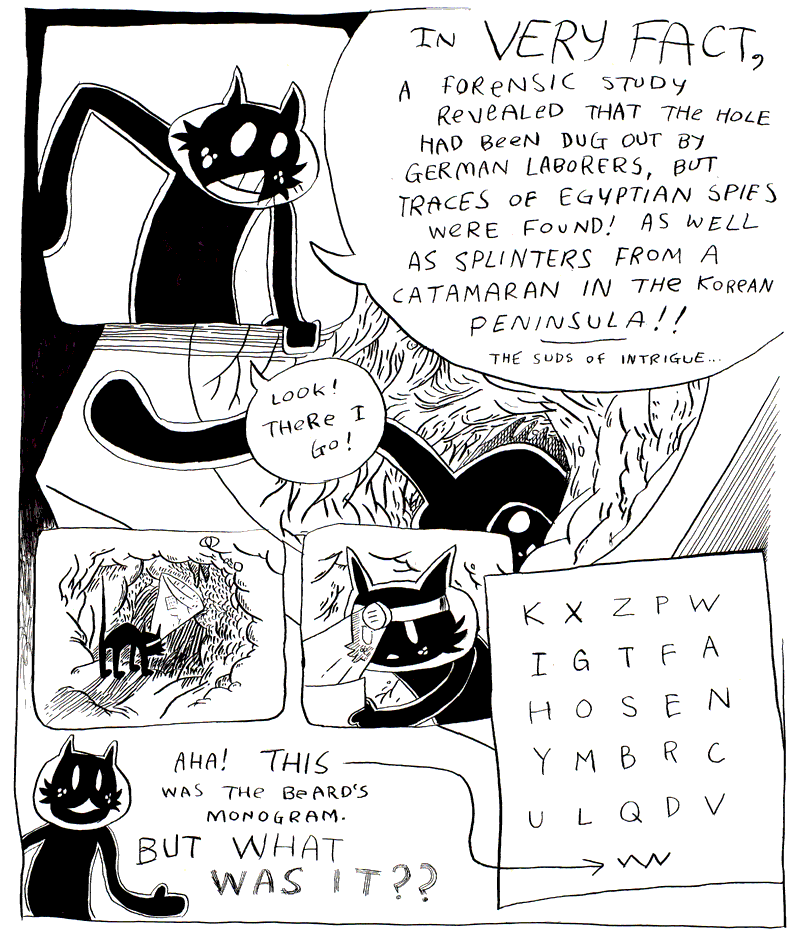 IN VERY FACT,
A FORENSIC STUDY
REVEALED THAT THE HOLE
HAD BEEN DUG OUT BY
GERMAN LABORERS, BUT
TRACES OF EGYPTIAN SPIES
WERE FOUND! AS WELL
AS SPLINTERS FROM A
CATAMARAN IN THE KOREAN
PENINSULA!!
THE SUDS OF INTRIGUE...
LOOK!
THERE I
GO!
K X Z P W
I G T F A
H O S E N
Y M B R C
U L Q D V
AHA! THIS
WAS THE BEARD'S
MONOGRAM.
BUT WHAT
WAS IT??